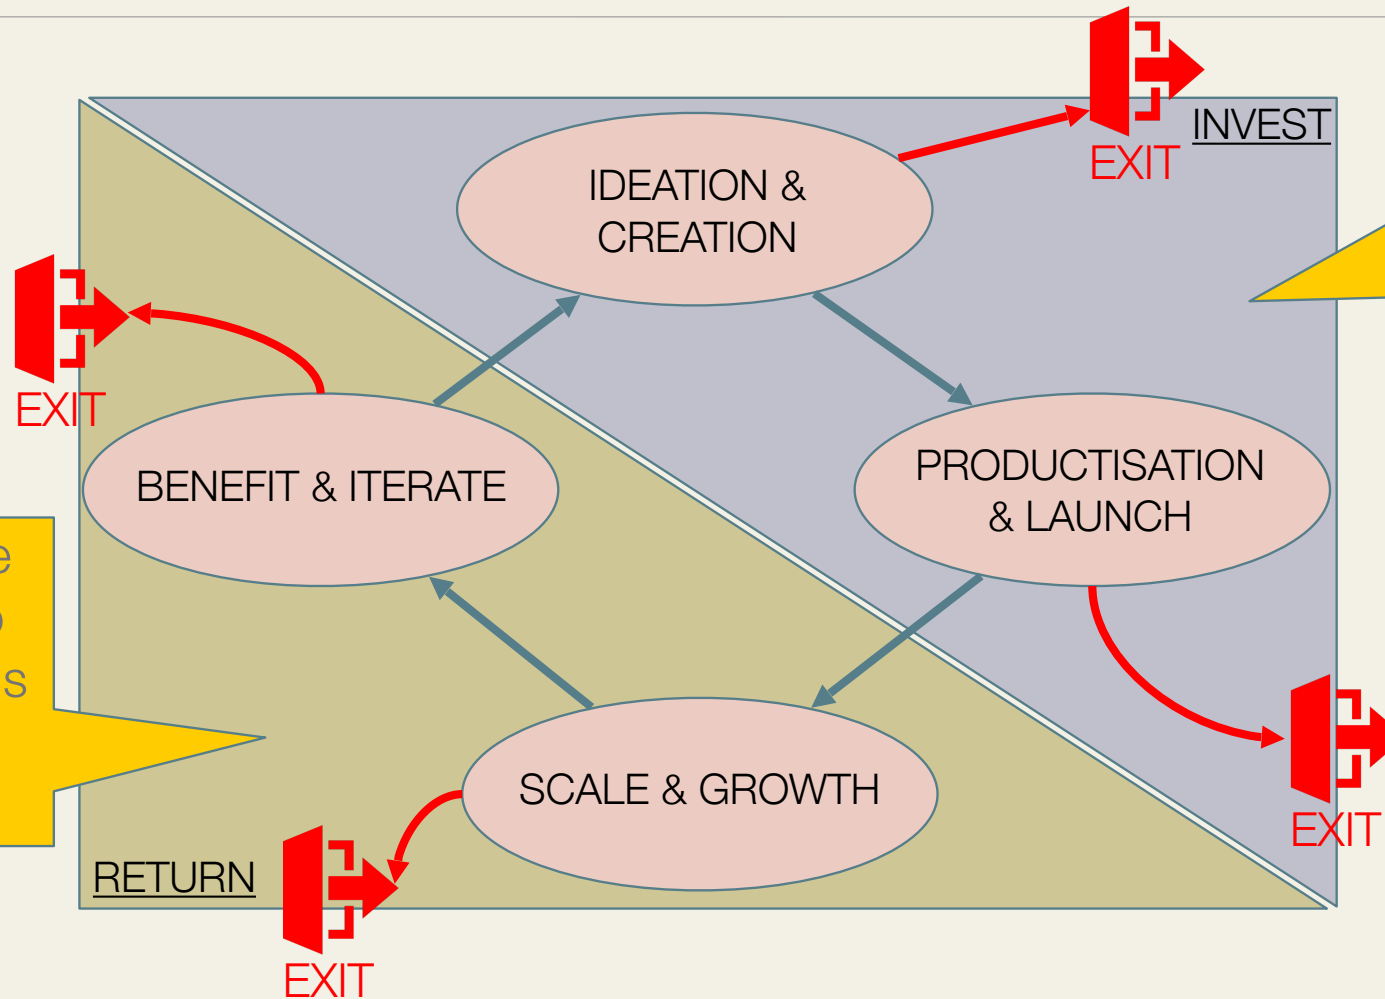 INVEST
EXIT
IDEATION &
CREATION
EXIT
BENEFIT & ITERATE
PRODUCTISATION
& LAUNCH
SCALE & GROWTH
EXIT
RETURN
EXIT